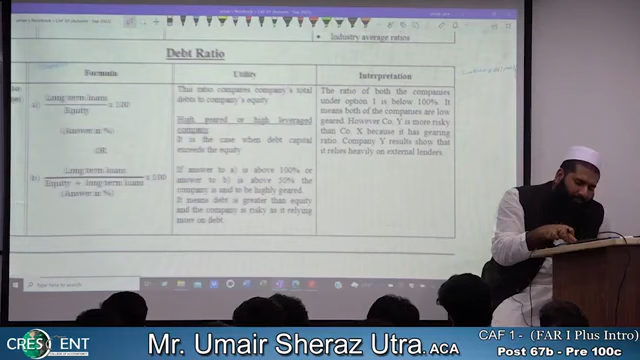 Industry average ratios
Debt Ratio
Formula
Utility
Interpretation
a) Long term loans x 100
Equity
(Answer in %)
OR
b) Long term loans x 100
Equity + long term loans
(Answer in %)
This ratio compares company's total
debts to company's equity
High geared or high leveraged
company
It is the case when debt capital
exceeds the equity
If answer to a) is above 100% or
answer to b) is above 50% the
company is said to be highly geared.
It means debt is greater than equity
and the company is risky as it relying
more on debt.
The ratio of both the companies
under option 1 is below 100%. It
means both of the companies are low
geared. However Co. Y is more risky
than Co. X because it has gearing
ratio. Company Y results show that
it relies heavily on external lenders.
Type here to search
CRESCENT
Mr. Umair Sheraz Utra. ACA
CAF 1 - (FAR I Plus Intro)
Post 67b - Pre 100c